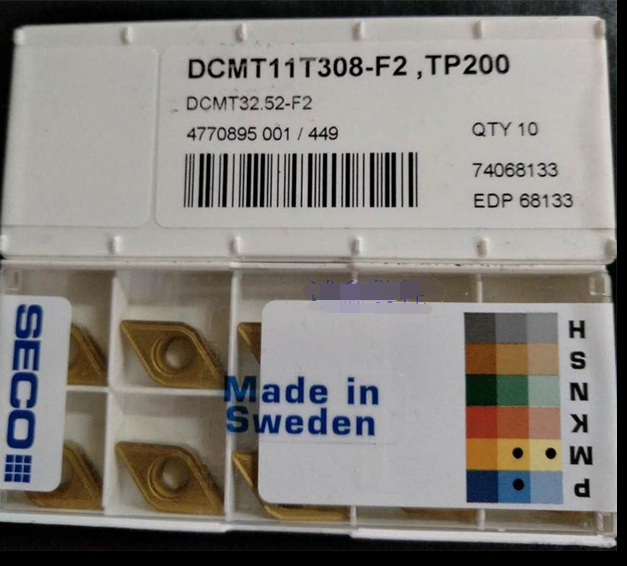 DCMT11T308-F2 ,TP200
DCMT32.52-F2
4770895 001 / 449
QTY 10
74068133
EDP 68133
SECO
Made in
Sweden
H
S
N
K
M
P